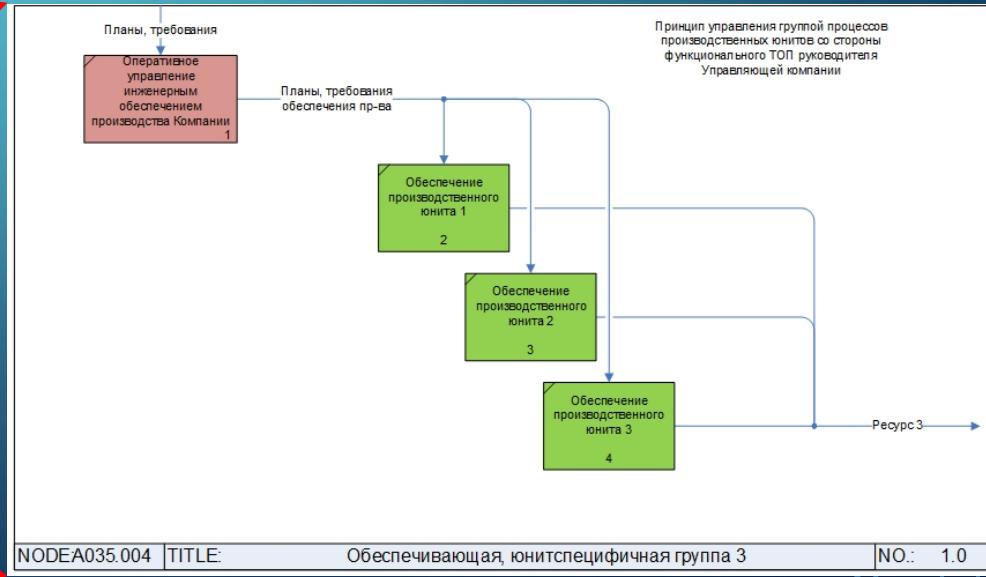 Планы, требования
Принцип управления группой процессов
производственных юнитов со стороны
функционального ТОП руководителя
Управляющей компании
Оперативное
управление
инженерным
обеспечением
производства Компании
1
Планы, требования
обеспечения пр-ва
Обеспечение
производственного
юнита 1
2
Обеспечение
производственного
юнита 2
3
Обеспечение
производственного
юнита 3
4
Ресурс 3
NODE:A035.004 TITLE: Обеспечивающая, юнитспецифичная группа 3 NO.: 1.0